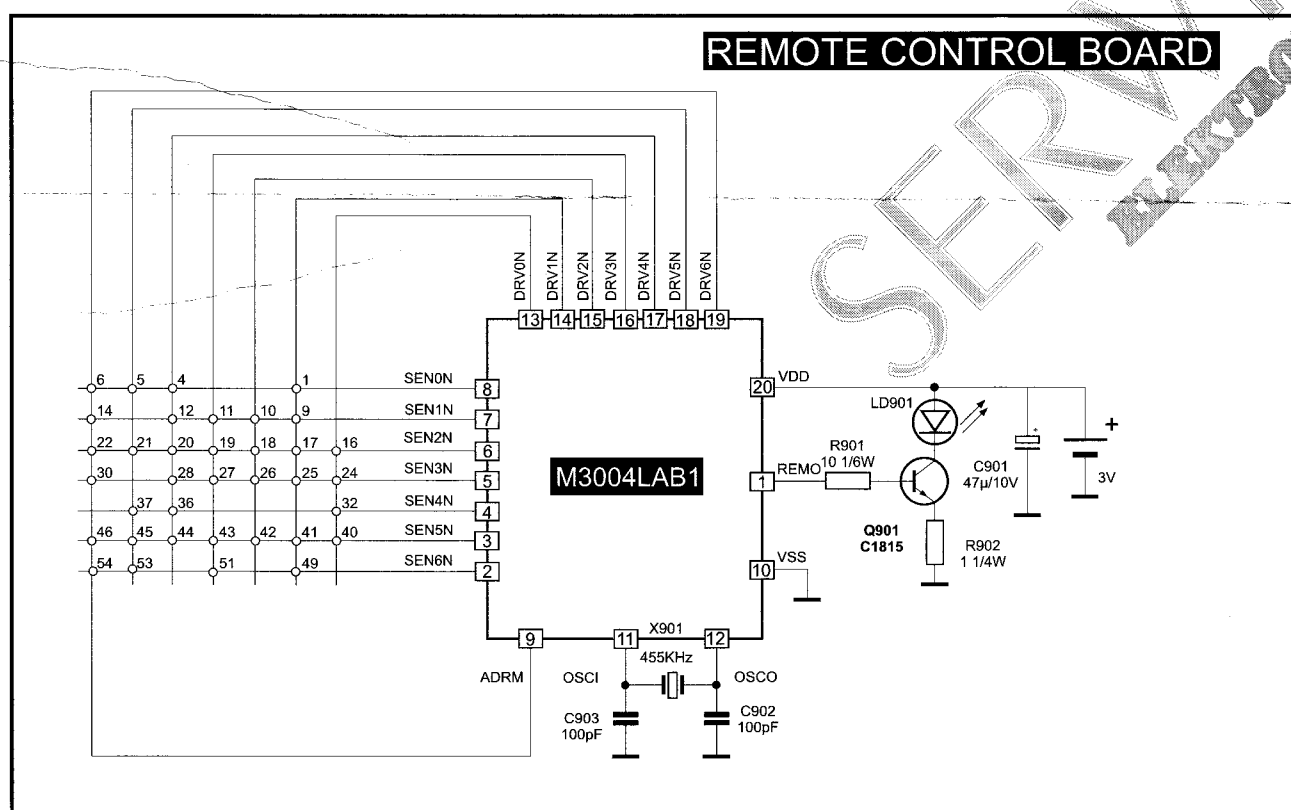 REMOTE CONTROL BOARD
SERVI
ELEKTRO
DRV0N
DRV1N
DRV2N
DRV3N
DRV4N
DRV5N
DRV6N
13 14 15 16 17 18 19
6 5 4 1 SEN0N 8
14 12 11 10 9 SEN1N 7
22 21 20 19 18 17 16 SEN2N 6
30 28 27 26 25 24 SEN3N 5
37 36 32 SEN4N 4
46 45 44 43 42 41 40 SEN5N 3
54 53 51 49 SEN6N 2
M3004LAB1
20 VDD
1 REMO
10 VSS
LD901
R901
10 1/6W
C901
47µ/10V
+
+
3V
Q901
C1815
R902
1 1/4W
9 11 X901 12
455KHz
ADRM OSCI OSCO
C903
100pF
C902
100pF